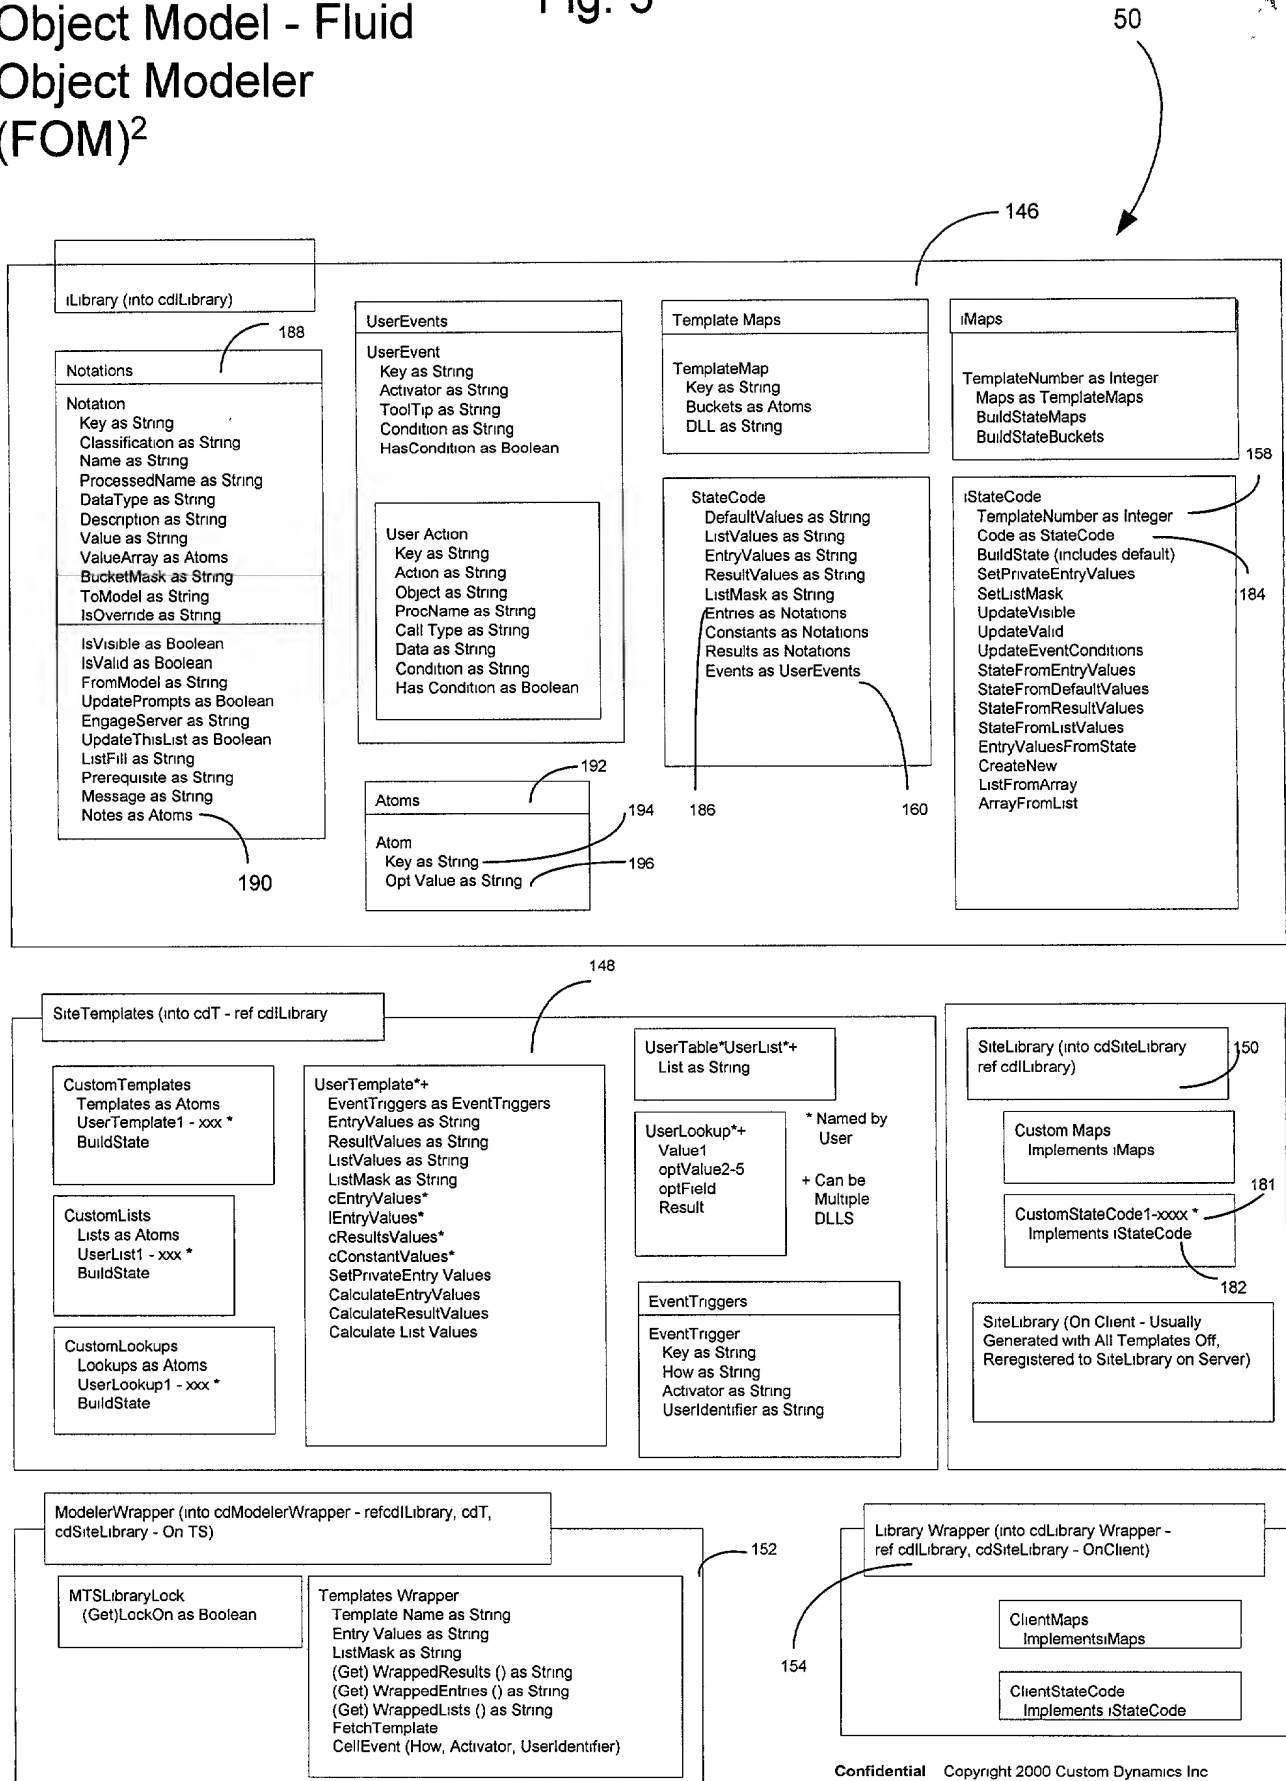 Object Model - Fluid
Object Modeler
(FOM)²
50
146
iLibrary (into cdILibrary)
188
Notations
Notation
Key as String
Classification as String
Name as String
ProcessedName as String
DataType as String
Description as String
Value as String
ValueArray as Atoms
BucketMask as String
ToModel as String
IsOverride as String
IsVisible as Boolean
IsValid as Boolean
FromModel as String
UpdatePrompts as Boolean
EngageServer as String
UpdateThisList as Boolean
ListFill as String
Prerequisite as String
Message as String
Notes as Atoms
190
UserEvents
UserEvent
Key as String
Activator as String
ToolTip as String
Condition as String
HasCondition as Boolean
User Action
Key as String
Action as String
Object as String
ProcName as String
Call Type as String
Data as String
Condition as String
Has Condition as Boolean
192
Atoms
194
Atom
Key as String
Opt Value as String
196
Template Maps
TemplateMap
Key as String
Buckets as Atoms
DLL as String
StateCode
DefaultValues as String
ListValues as String
EntryValues as String
ResultValues as String
ListMask as String
Entries as Notations
Constants as Notations
Results as Notations
Events as UserEvents
186
160
iMaps
TemplateNumber as Integer
Maps as TemplateMaps
BuildStateMaps
BuildStateBuckets
158
iStateCode
TemplateNumber as Integer
Code as StateCode
BuildState (includes default)
SetPrivateEntryValues
SetListMask
184
UpdateVisible
UpdateValid
UpdateEventConditions
StateFromEntryValues
StateFromDefaultValues
StateFromResultValues
StateFromListValues
EntryValuesFromState
CreateNew
ListFromArray
ArrayFromList
148
SiteTemplates (into cdT - ref cdILibrary
CustomTemplates
Templates as Atoms
UserTemplate1 - xxx *
BuildState
CustomLists
Lists as Atoms
UserList1 - xxx *
BuildState
CustomLookups
Lookups as Atoms
UserLookup1 - xxx *
BuildState
UserTemplate*+
EventTriggers as EventTriggers
EntryValues as String
ResultValues as String
ListValues as String
ListMask as String
cEntryValues*
lEntryValues*
cResultsValues*
cConstantValues*
SetPrivateEntry Values
CalculateEntryValues
CalculateResultValues
Calculate List Values
UserTable*UserList*+
List as String
UserLookup*+
Value1
optValue2-5
optField
Result
* Named by
User
+ Can be
Multiple
DLLS
EventTriggers
EventTrigger
Key as String
How as String
Activator as String
UserIdentifier as String
SiteLibrary (into cdSiteLibrary
ref cdILibrary)
150
Custom Maps
Implements iMaps
181
CustomStateCode1-xxxx *
Implements iStateCode
182
SiteLibrary (On Client - Usually
Generated with All Templates Off,
Reregistered to SiteLibrary on Server)
ModelerWrapper (into cdModelerWrapper - refcdILibrary, cdT,
cdSiteLibrary - On TS)
152
MTSLibraryLock
(Get)LockOn as Boolean
Templates Wrapper
Template Name as String
Entry Values as String
ListMask as String
(Get) WrappedResults () as String
(Get) WrappedEntries () as String
(Get) WrappedLists () as String
FetchTemplate
CellEvent (How, Activator, UserIdentifier)
Library Wrapper (into cdLibrary Wrapper -
ref cdILibrary, cdSiteLibrary - OnClient)
154
ClientMaps
ImplementsiMaps
ClientStateCode
Implements iStateCode
Confidential Copyright 2000 Custom Dynamics Inc